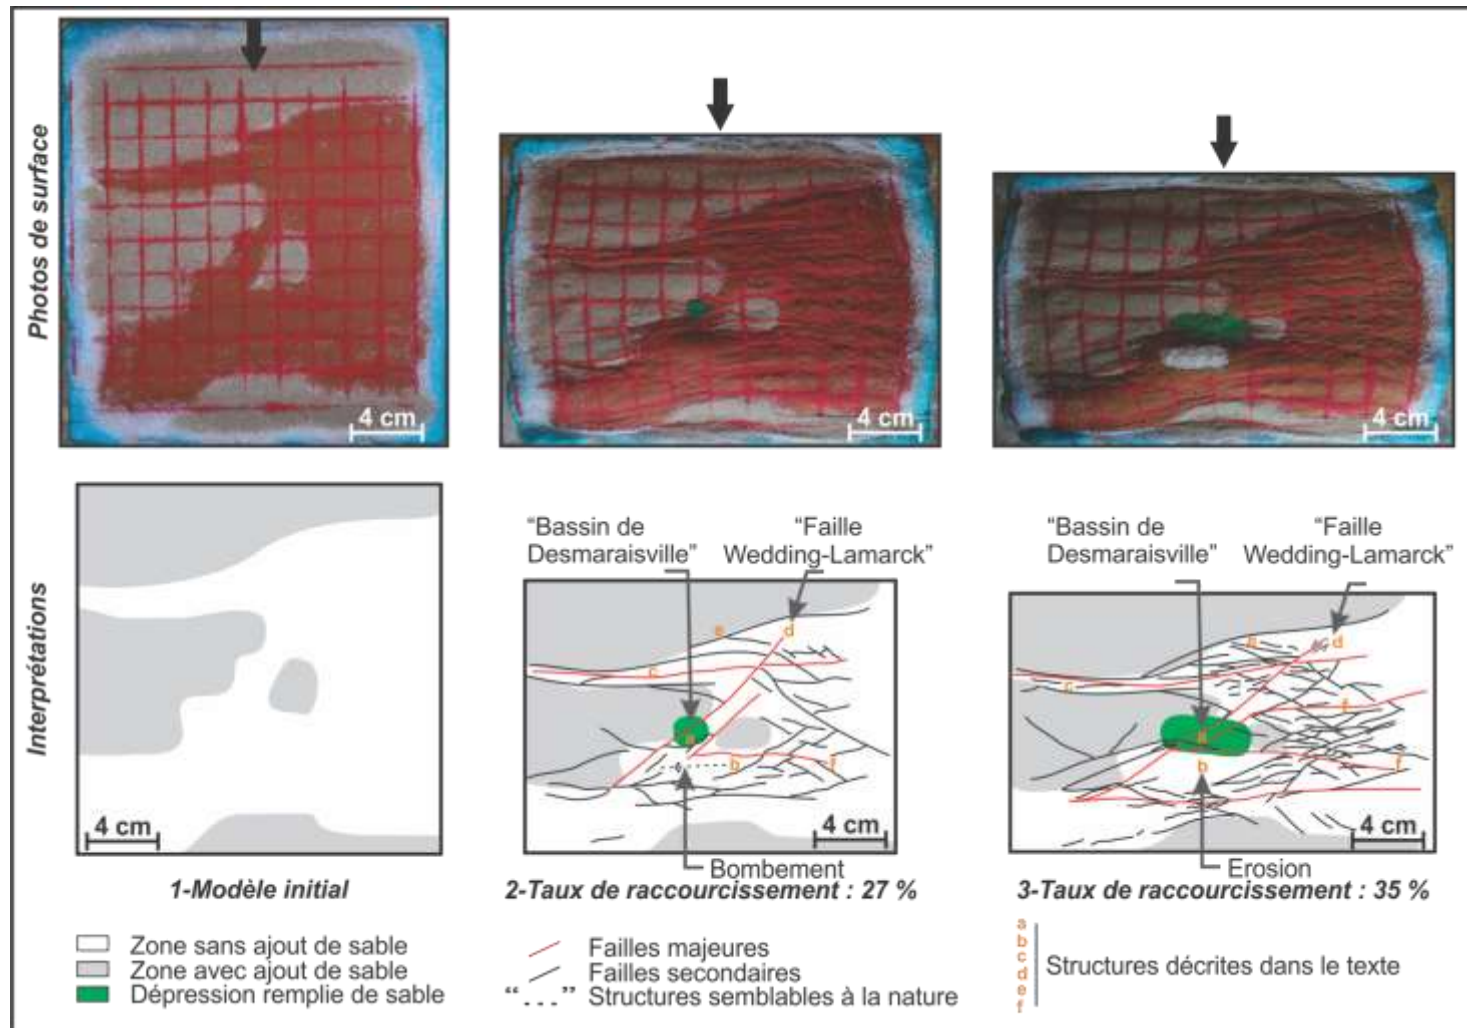 Photos de surface
4 cm
4 cm
4 cm
Interprétations
“Bassin de
Desmaraisville”
“Faille
Wedding-Lamarck”
“Bassin de
Desmaraisville”
“Faille
Wedding-Lamarck”
e
d
c
a
b
f
d
c
f
b
f
4 cm
4 cm
4 cm
Bombement
Erosion
1-Modèle initial
2-Taux de raccourcissement : 27 %
3-Taux de raccourcissement : 35 %
Zone sans ajout de sable
Zone avec ajout de sable
Dépression remplie de sable
Failles majeures
Failles secondaires
“...” Structures semblables à la nature
a
b
c
d
e
f
Structures décrites dans le texte